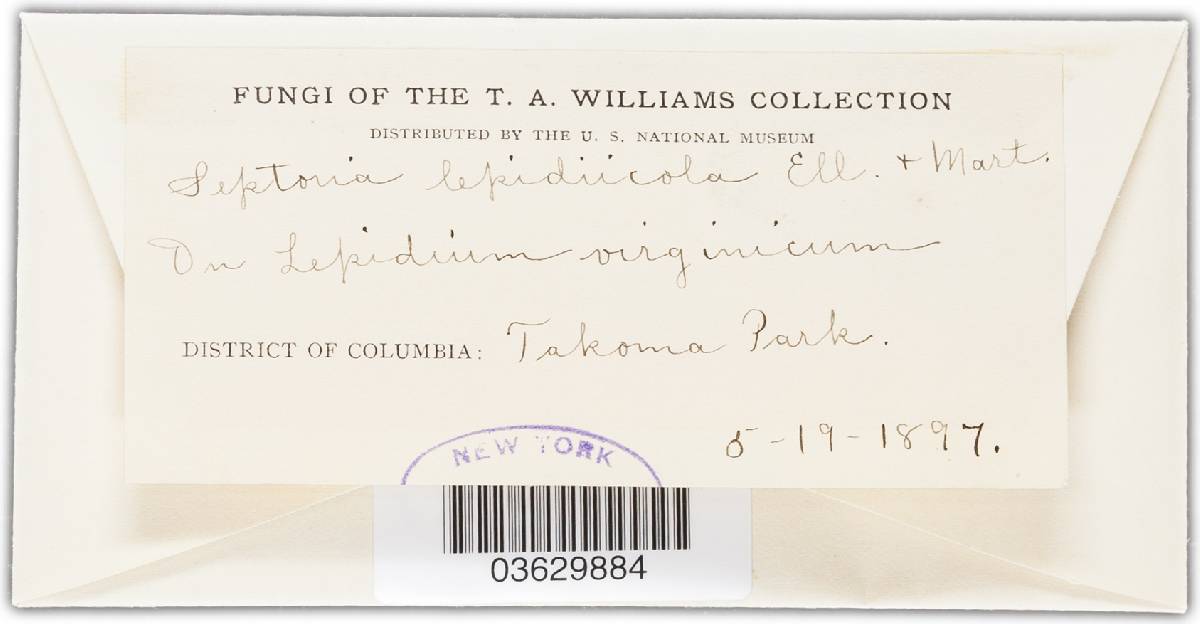 FUNGI OF THE T. A. WILLIAMS COLLECTION
DISTRIBUTED BY THE U. S. NATIONAL MUSEUM
Septoria lepidiicola Ell. + Mart.
On Lepidium virginicum
DISTRICT OF COLUMBIA: Takoma Park.
5-19-1897.
NEW YORK
03629884